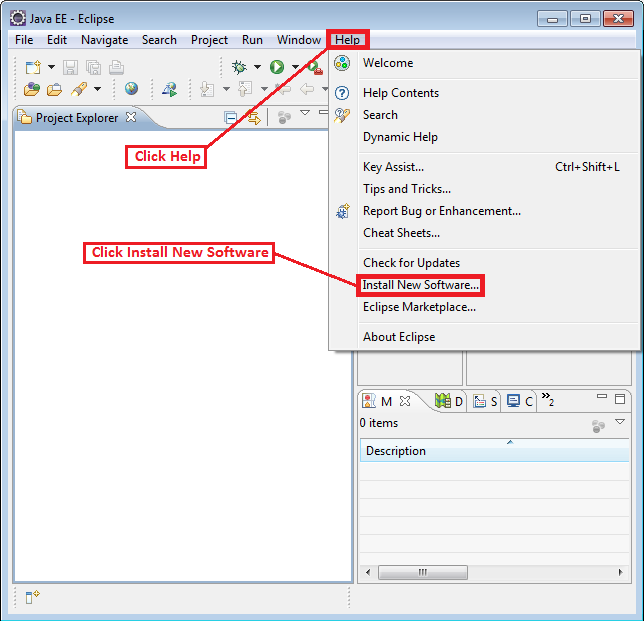 Java EE - Eclipse
File Edit Navigate Search Project Run Window Help
Welcome
Help Contents
Search
Dynamic Help
Project Explorer
Click Help
Key Assist... Ctrl+Shift+L
Tips and Tricks...
Report Bug or Enhancement...
Cheat Sheets...
Click Install New Software
Check for Updates
Install New Software...
Eclipse Marketplace...
About Eclipse
M D S C »2
0 items
Description